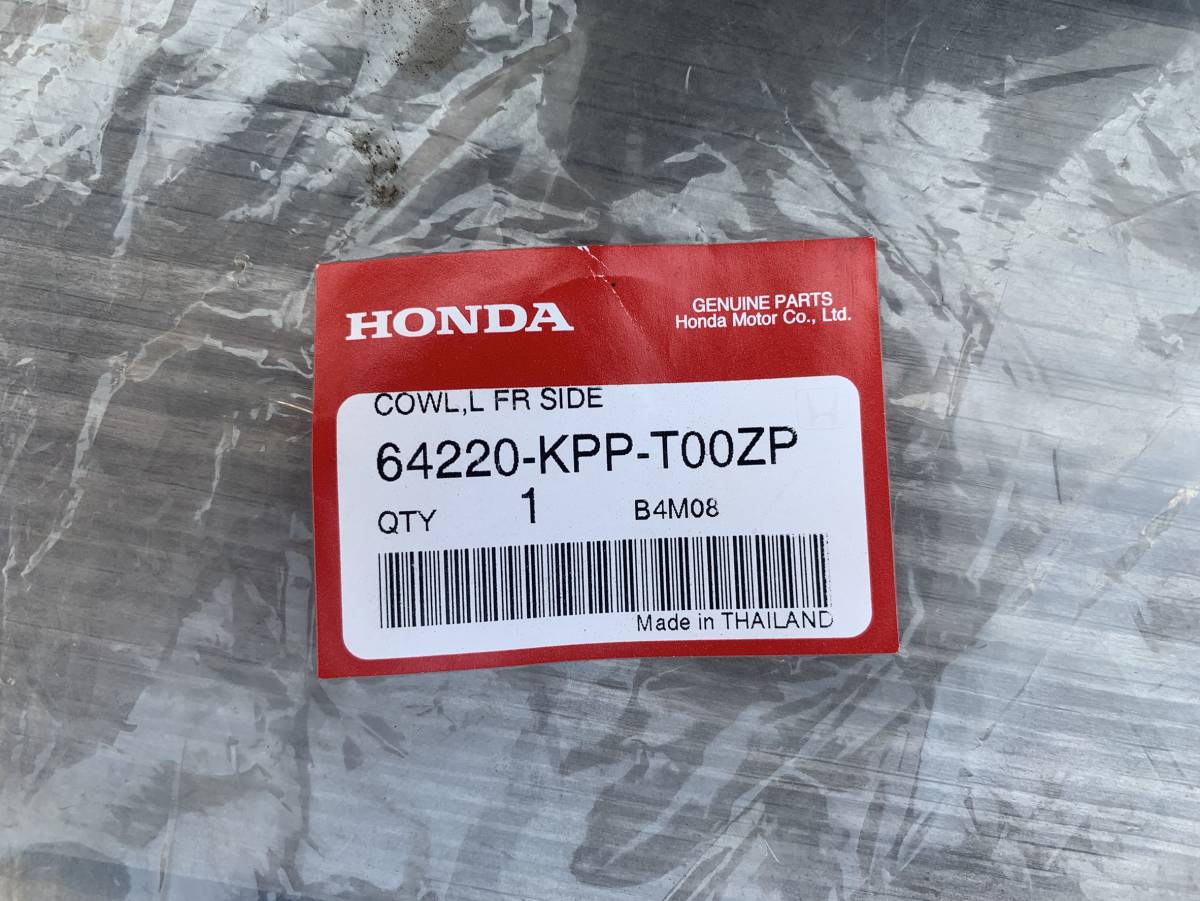 HONDA
GENUINE PARTS
Honda Motor Co., Ltd.
COWL,L FR SIDE
64220-KPP-T00ZP
QTY 1 B4M08
Made in THAILAND